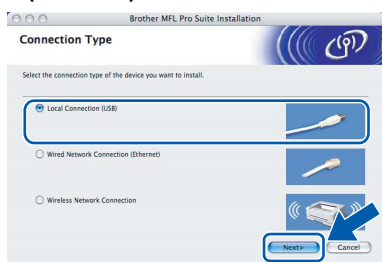 Brother MFL Pro Suite Installation
Connection Type
Select the connection type of the device you want to install.
Local Connection (USB)
Wired Network Connection (Ethernet)
Wireless Network Connection
Next>
Cancel